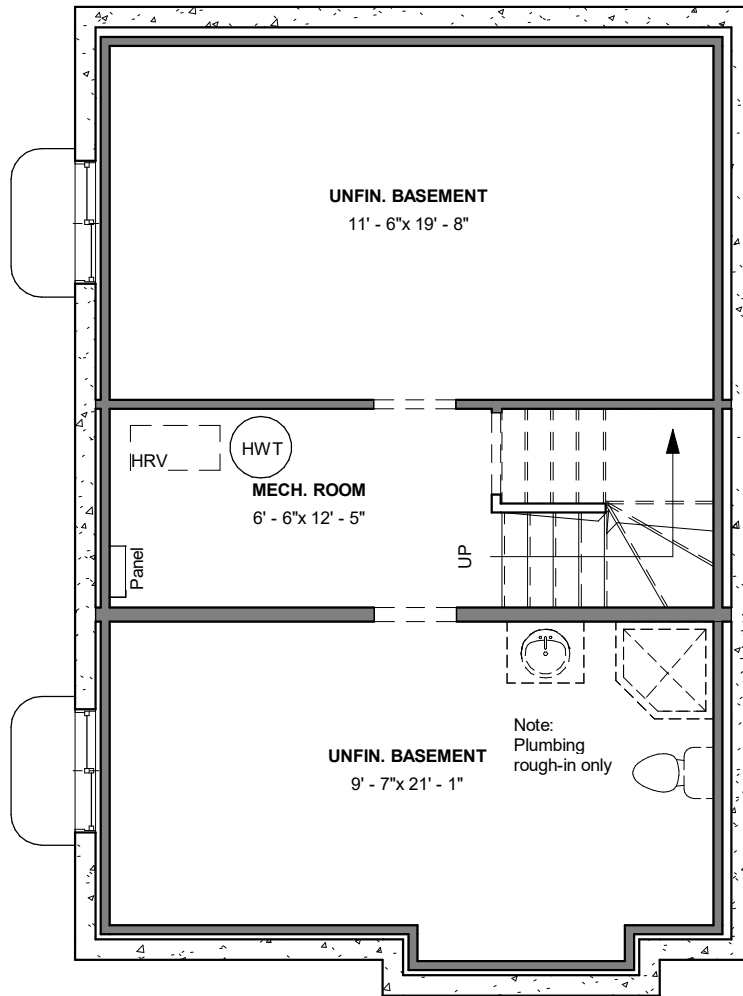 UNFIN. BASEMENT
11' - 6"x 19' - 8"
HRV
HWT
MECH. ROOM
6' - 6"x 12' - 5"
Panel
UP
Note:
Plumbing
rough-in only
UNFIN. BASEMENT
9' - 7"x 21' - 1"